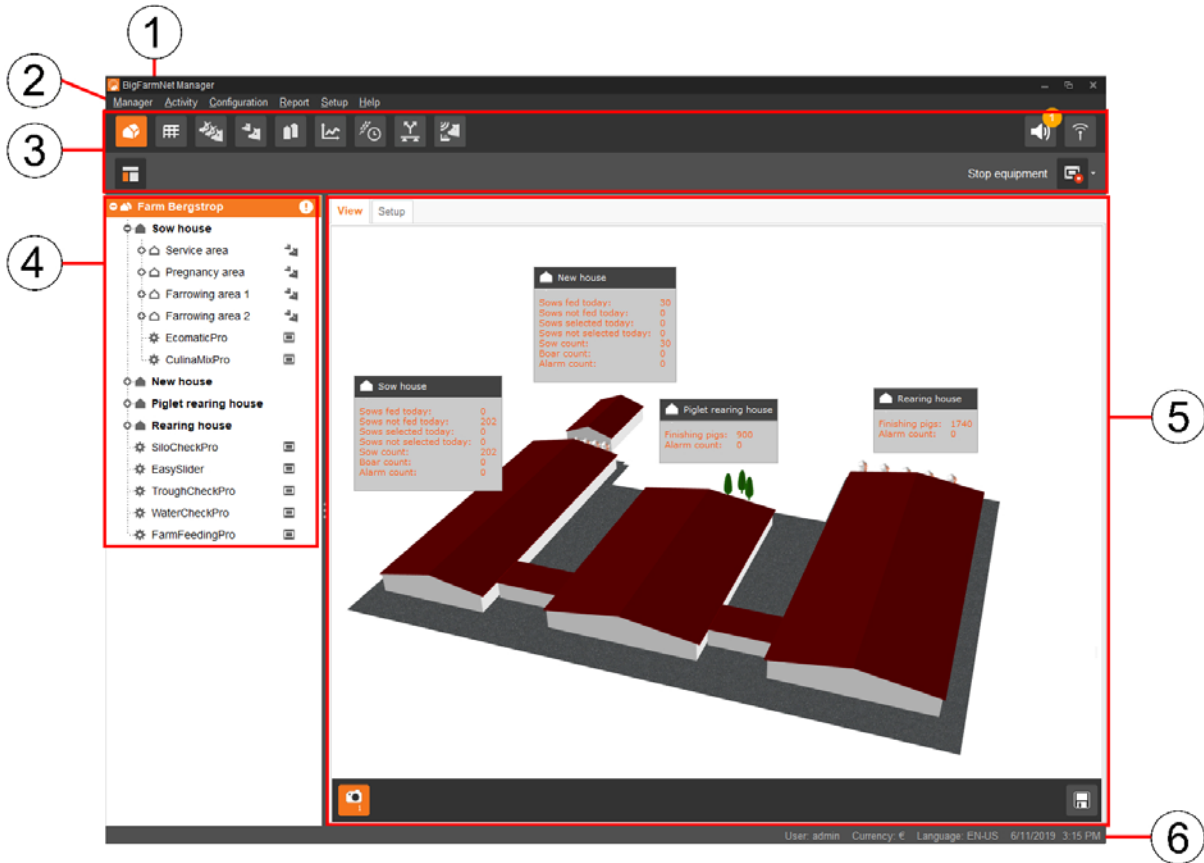 1
2
3
4
5
6
BigFarmNet Manager
Manager Activity Configuration Report Setup Help
1
Stop equipment
Farm Bergstrop
Sow house
Service area
Pregnancy area
Farrowing area 1
Farrowing area 2
EcomaticPro
CulinaMixPro
New house
Piglet rearing house
Rearing house
SiloCheckPro
EasySlider
TroughCheckPro
WaterCheckPro
FarmFeedingPro
View Setup
New house
Sows fed today: 30
Sows not fed today: 0
Sows selected today: 0
Sows not selected today: 0
Sow count: 30
Boar count: 0
Alarm count: 0
Sow house
Sows fed today: 0
Sows not fed today: 202
Sows selected today: 0
Sows not selected today: 0
Sow count: 202
Boar count: 0
Alarm count: 0
Piglet rearing house
Finishing pigs: 900
Alarm count: 0
Rearing house
Finishing pigs: 1740
Alarm count: 0
1
User: admin Currency: € Language: EN-US 6/11/2019 3:15 PM